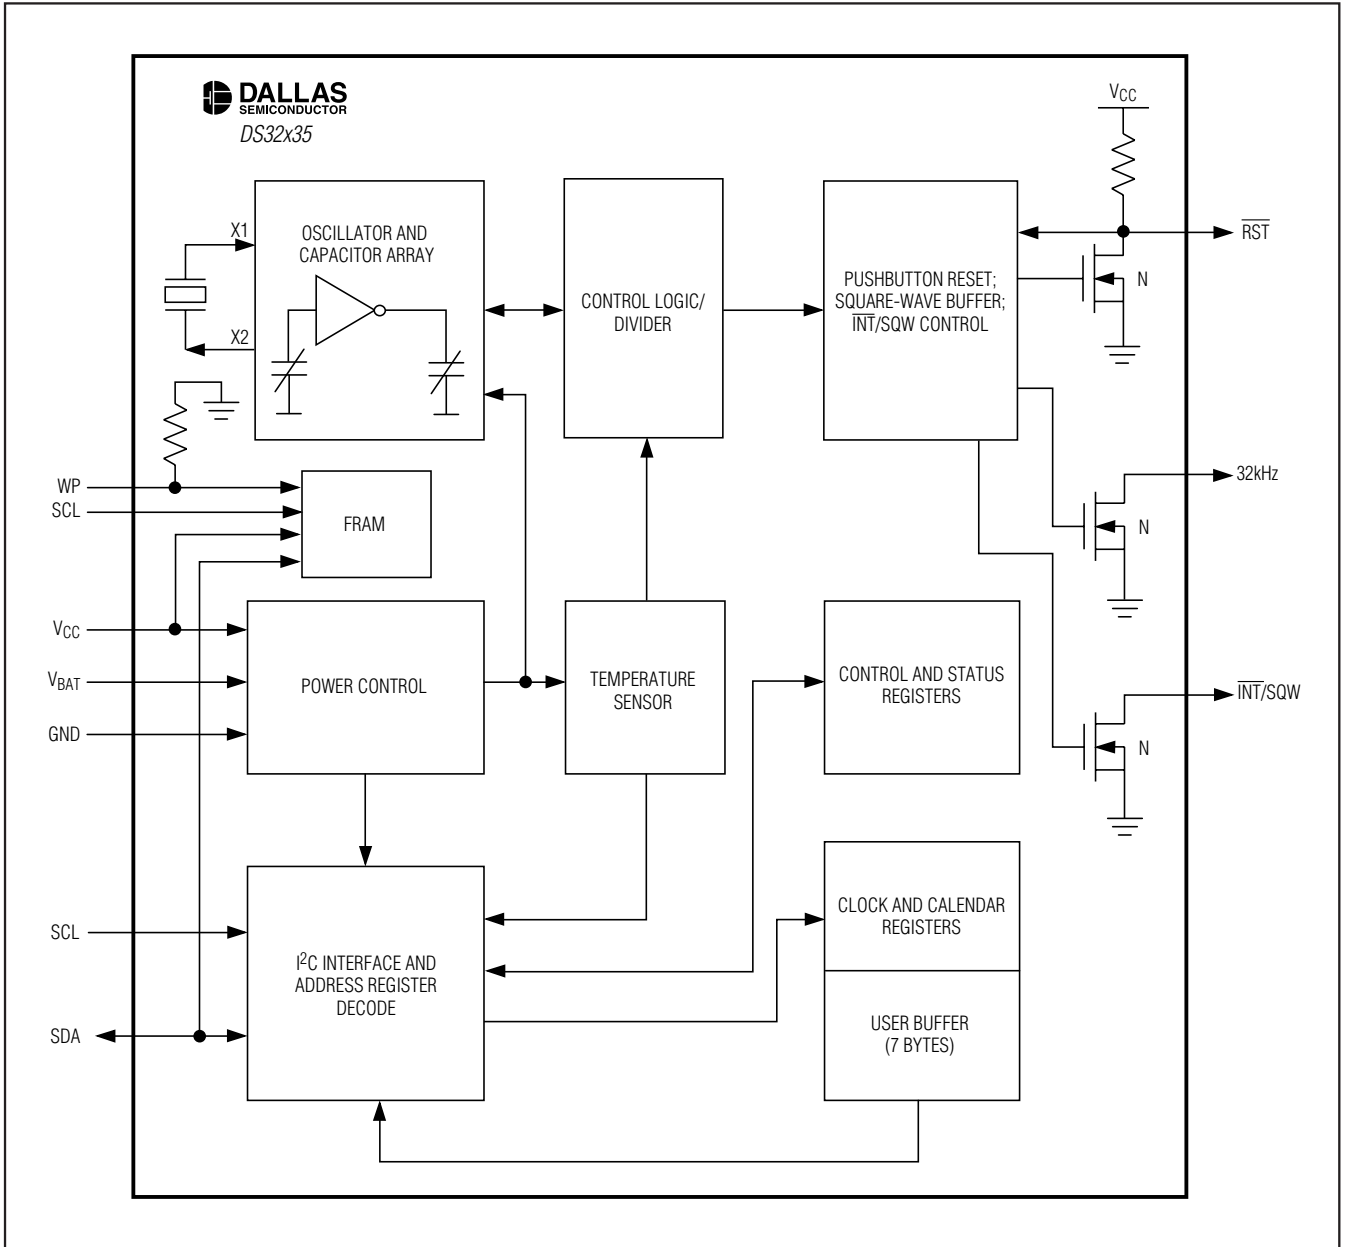 DALLAS
SEMICONDUCTOR
DS32x35
VCC
X1
OSCILLATOR AND
CAPACITOR ARRAY
X2
CONTROL LOGIC/
DIVIDER
PUSHBUTTON RESET;
SQUARE-WAVE BUFFER;
INT/SQW CONTROL
RST
N
WP
SCL
FRAM
32kHz
N
VCC
VBAT
GND
POWER CONTROL
TEMPERATURE
SENSOR
CONTROL AND STATUS
REGISTERS
INT/SQW
N
SCL
SDA
I2C INTERFACE AND
ADDRESS REGISTER
DECODE
CLOCK AND CALENDAR
REGISTERS
USER BUFFER
(7 BYTES)